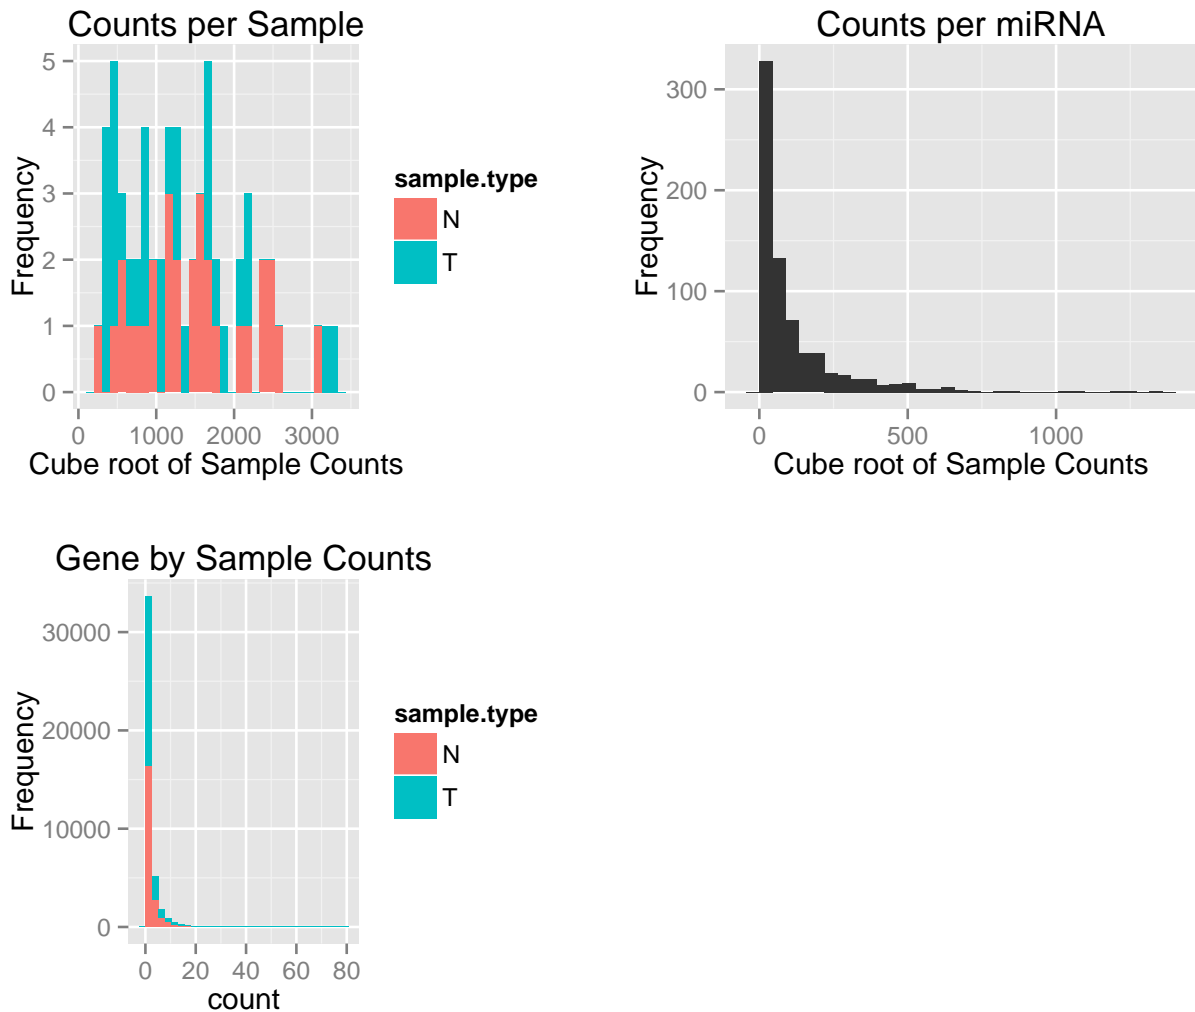 Counts per Sample
5
4
3
2
1
0
Frequency
0 1000 2000 3000
Cube root of Sample Counts
sample.type
N
T
Counts per miRNA
300
200
100
0
Frequency
0 500 1000
Cube root of Sample Counts
Gene by Sample Counts
30000
20000
10000
0
Frequency
0 20 40 60 80
count
sample.type
N
T